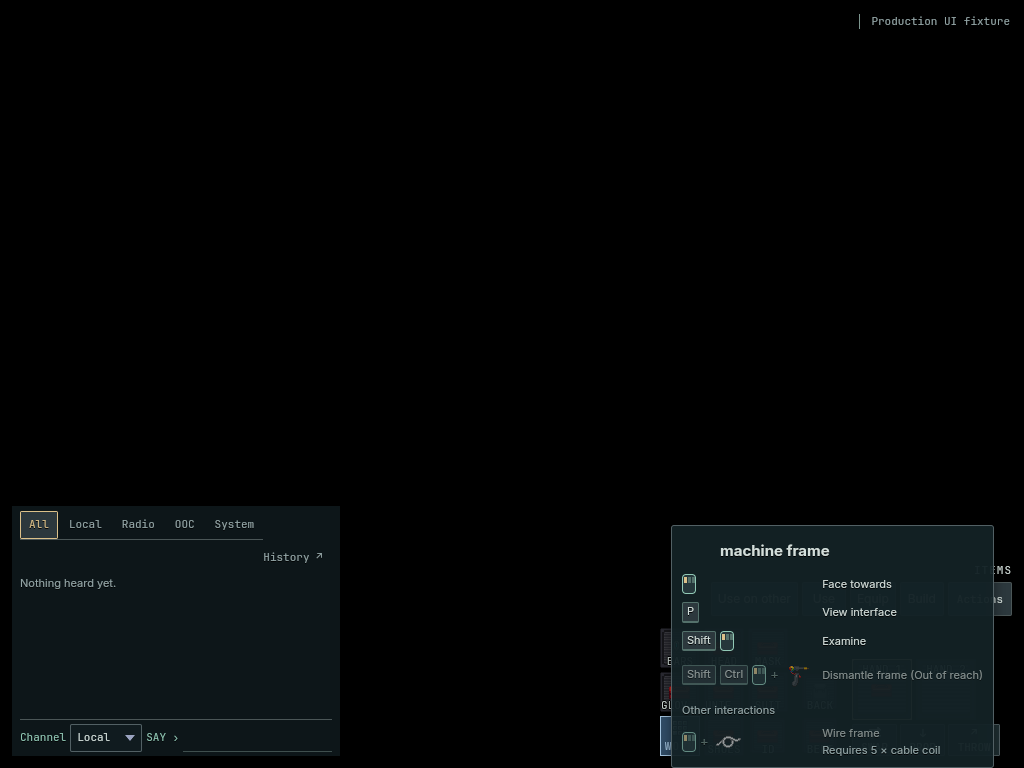 Production UI fixture
All Local Radio OOC System
History ↗
Nothing heard yet.
Channel Local SAY ›
machine frame
Face towards
P View interface
Shift Examine
Shift Ctrl + Dismantle frame (Out of reach)
Other interactions
+ Wire frame
Requires 5 × cable coil